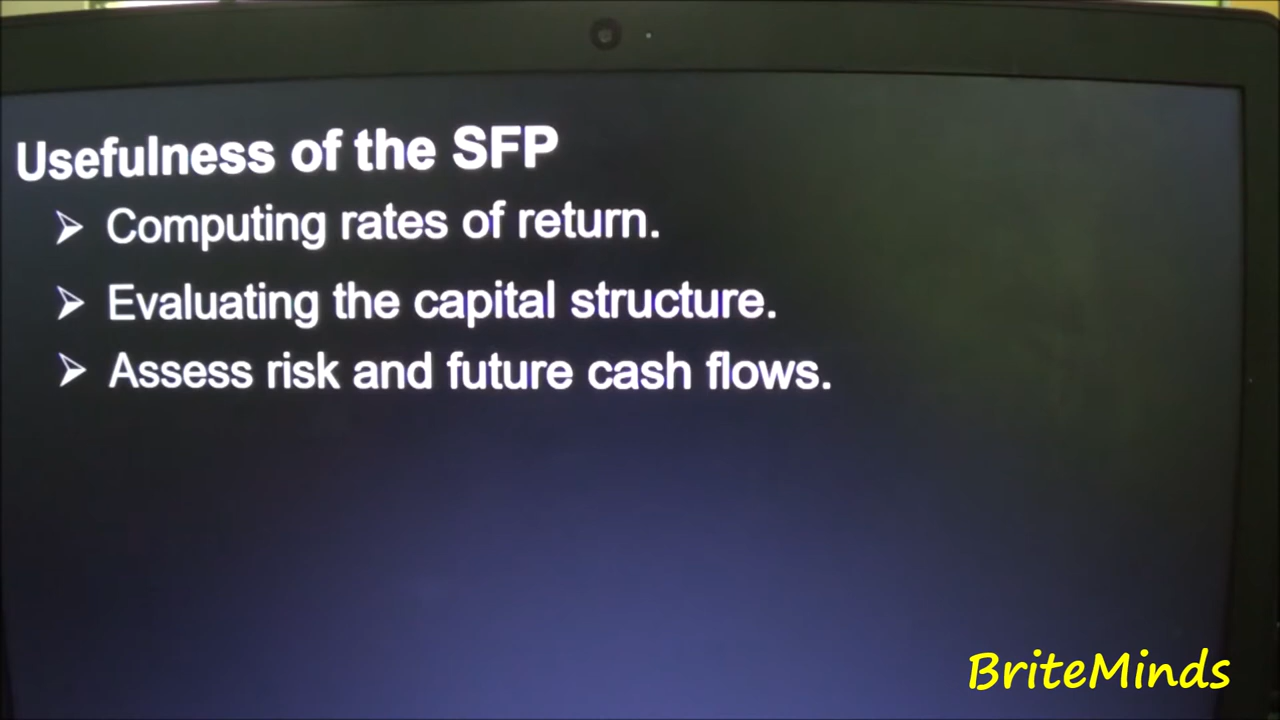 Usefulness of the SFP
➢ Computing rates of return.
➢ Evaluating the capital structure.
➢ Assess risk and future cash flows.
BriteMinds